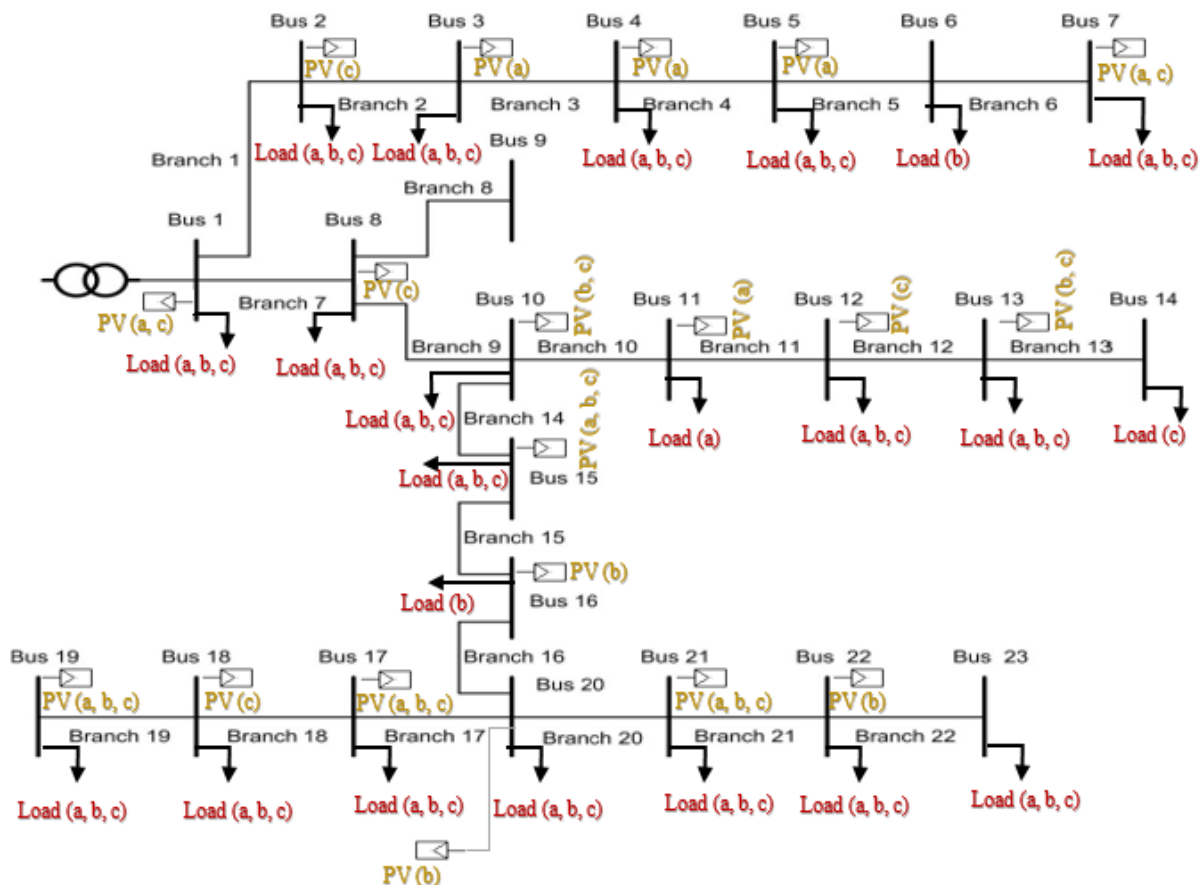 Bus 2
Bus 3
Bus 4
Bus 5
Bus 6
Bus 7
PV (c)
PV (a)
PV (a)
PV (a)
PV (a, c)
Branch 2
Branch 3
Branch 4
Branch 5
Branch 6
Load (a, b, c)
Load (a, b, c)
Load (a, b, c)
Load (a, b, c)
Load (b)
Load (a, b, c)
Branch 1
Bus 9
Branch 8
Bus 1
Bus 8
PV (a, c)
PV (c)
Branch 7
Load (a, b, c)
Load (a, b, c)
Bus 10
PV (b, c)
Bus 11
PV (a)
Bus 12
PV (c)
Bus 13
PV (b, c)
Bus 14
Branch 9
Branch 10
Branch 11
Branch 12
Branch 13
Load (a, b, c)
Load (a)
Load (a, b, c)
Load (a, b, c)
Load (c)
Branch 14
PV (a, b, c)
Load (a, b, c)
Bus 15
Branch 15
PV (b)
Load (b)
Bus 16
Branch 16
Bus 19
Bus 18
Bus 17
Bus 20
Bus 21
Bus 22
Bus 23
PV (a, b, c)
PV (c)
PV (a, b, c)
PV (a, b, c)
PV (b)
Branch 19
Branch 18
Branch 17
Branch 20
Branch 21
Branch 22
Load (a, b, c)
Load (a, b, c)
Load (a, b, c)
Load (a, b, c)
Load (a, b, c)
Load (a, b, c)
Load (a, b, c)
PV (b)